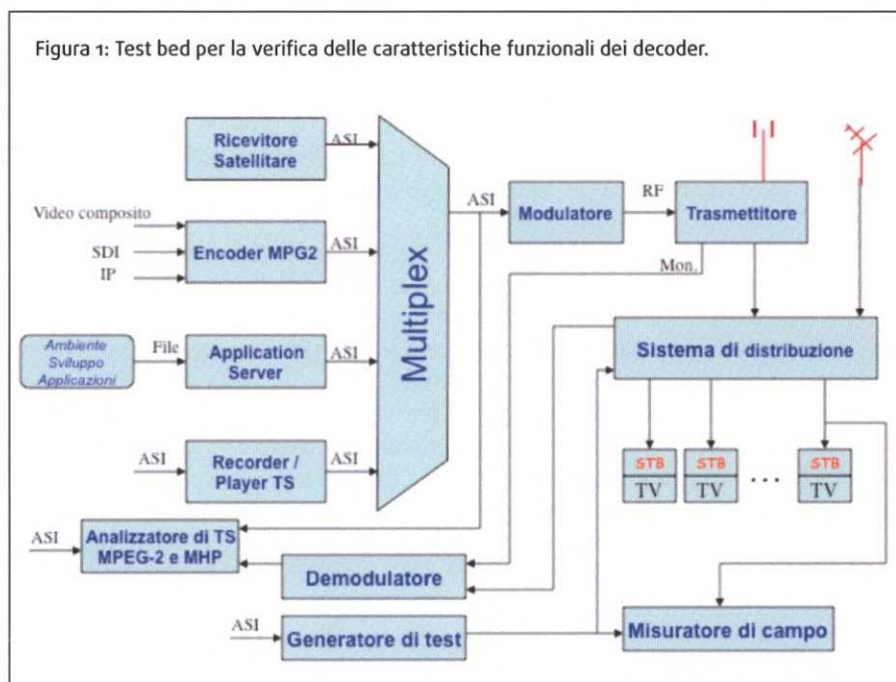 Figura 1: Test bed per la verifica delle caratteristiche funzionali dei decoder.
Ricevitore
Satellitare
ASI
Video composito
SDI
IP
Encoder MPG2
ASI
Ambiente
Sviluppo
Applicazioni
File
Application
Server
ASI
ASI
Recorder /
Player TS
ASI
Multiplex
ASI
Modulatore
RF
Trasmettitore
Mon.
Sistema di distribuzione
STB
TV
STB
TV
...
STB
TV
ASI
Analizzatore di TS
MPEG-2 e MHP
Demodulatore
ASI
Generatore di test
Misuratore di campo